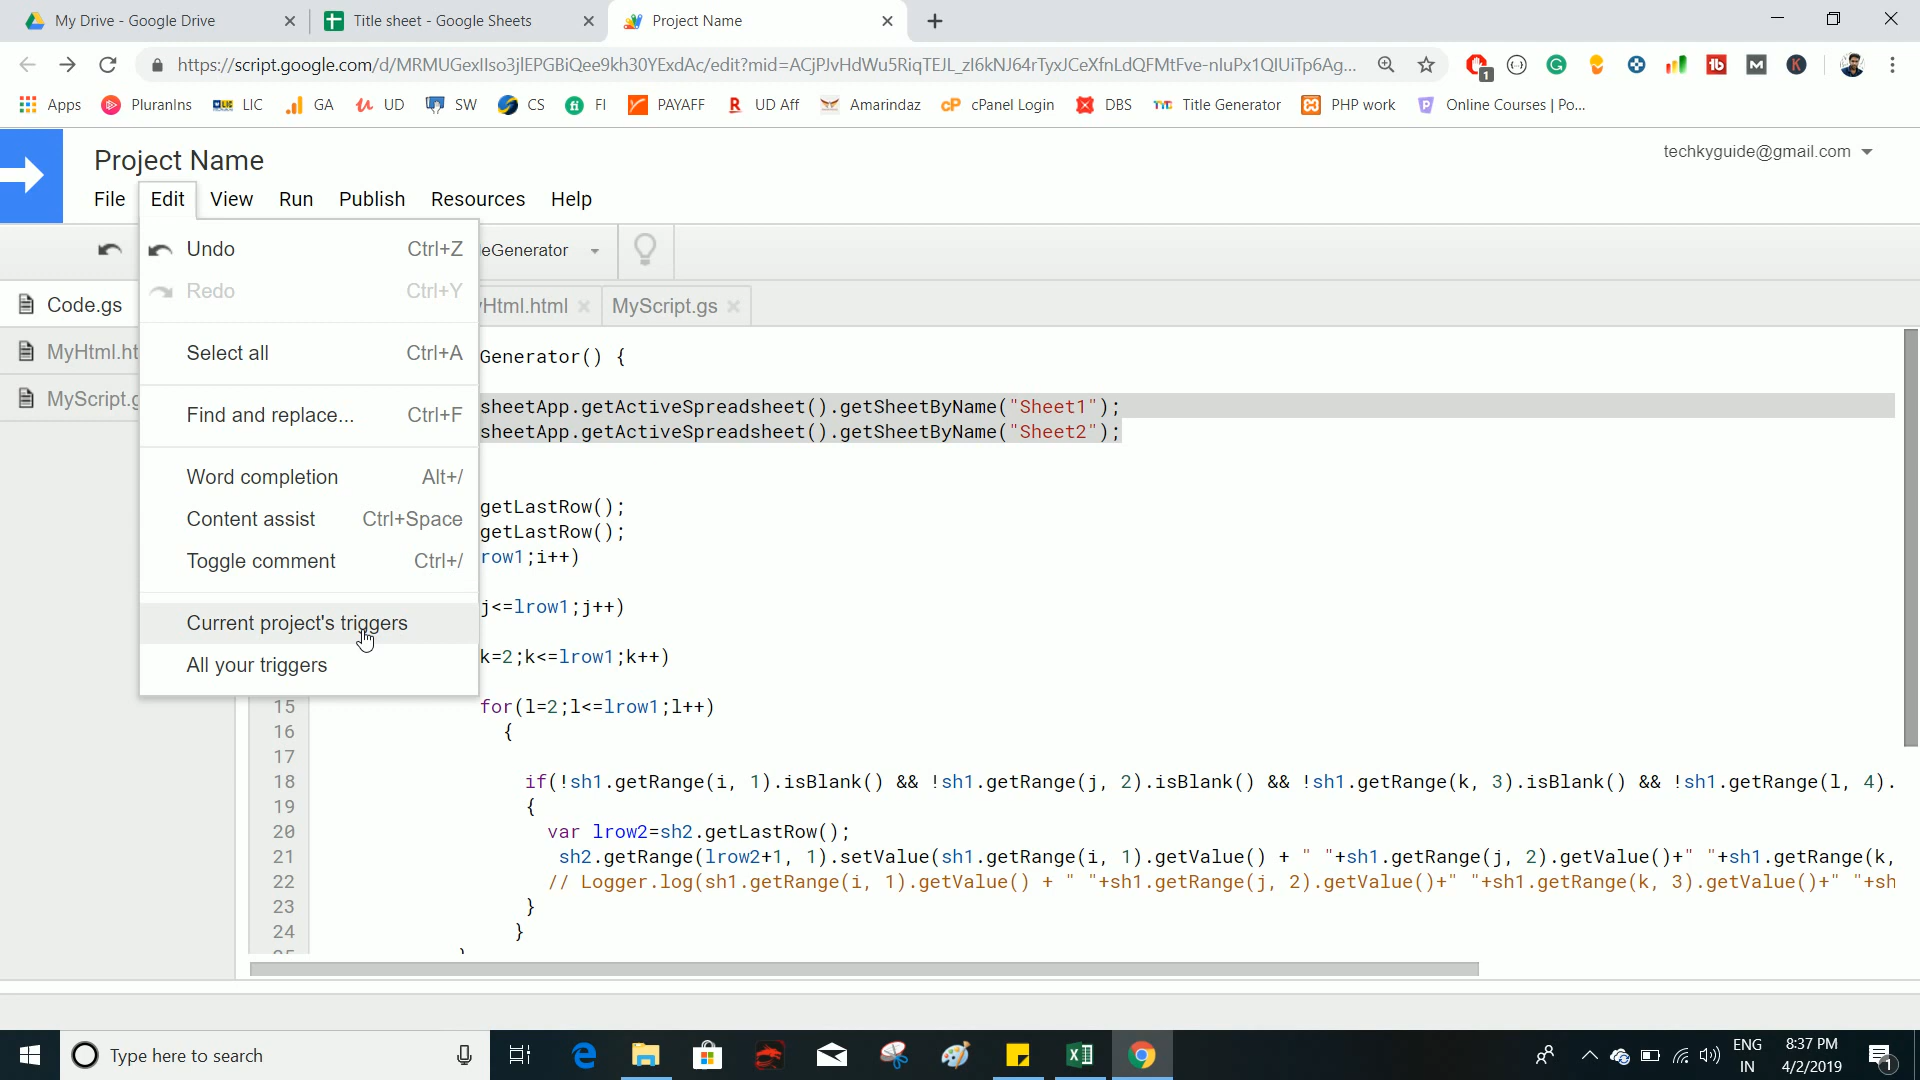 My Drive - Google Drive
Title sheet - Google Sheets
Project Name
https://script.google.com/d/MRMUGexIIso3jlEPGBiQee9kh30YExdAc/edit?mid=ACjPJvHdWu5RiqTEJL_zl6kNJ64rTyxJCeXfnLdQFMtFve-nIuPx1QIUiTp6Ag...
1
Apps
PluranIns
LIC
GA
UD
SW
CS
FI
PAYAFF
UD Aff
Amarindaz
cPanel Login
DBS
Title Generator
PHP work
Online Courses | Po...
Project Name
techkyguide@gmail.com
File Edit View Run Publish Resources Help
eGenerator
Undo Ctrl+Z
Redo Ctrl+Y
Select all Ctrl+A
Find and replace... Ctrl+F
Word completion Alt+/
Content assist Ctrl+Space
Toggle comment Ctrl+/
Current project's triggers
All your triggers
Code.gs
MyHtml.ht
MyScript.g
Html.html
MyScript.gs
Generator() {
sheetApp.getActiveSpreadsheet().getSheetByName("Sheet1");
sheetApp.getActiveSpreadsheet().getSheetByName("Sheet2");
getLastRow();
getLastRow();
row1;i++)
j<=lrow1;j++)
k=2;k<=lrow1;k++)
15 for(l=2;l<=lrow1;l++)
16 {
17
18 if(!sh1.getRange(i, 1).isBlank() && !sh1.getRange(j, 2).isBlank() && !sh1.getRange(k, 3).isBlank() && !sh1.getRange(l, 4).
19 {
20 var lrow2=sh2.getLastRow();
21 sh2.getRange(lrow2+1, 1).setValue(sh1.getRange(i, 1).getValue() + " "+sh1.getRange(j, 2).getValue()+" "+sh1.getRange(k,
22 // Logger.log(sh1.getRange(i, 1).getValue() + " "+sh1.getRange(j, 2).getValue()+" "+sh1.getRange(k, 3).getValue()+" "+sh
23 }
24 }
Type here to search
ENG
IN
8:37 PM
4/2/2019
1